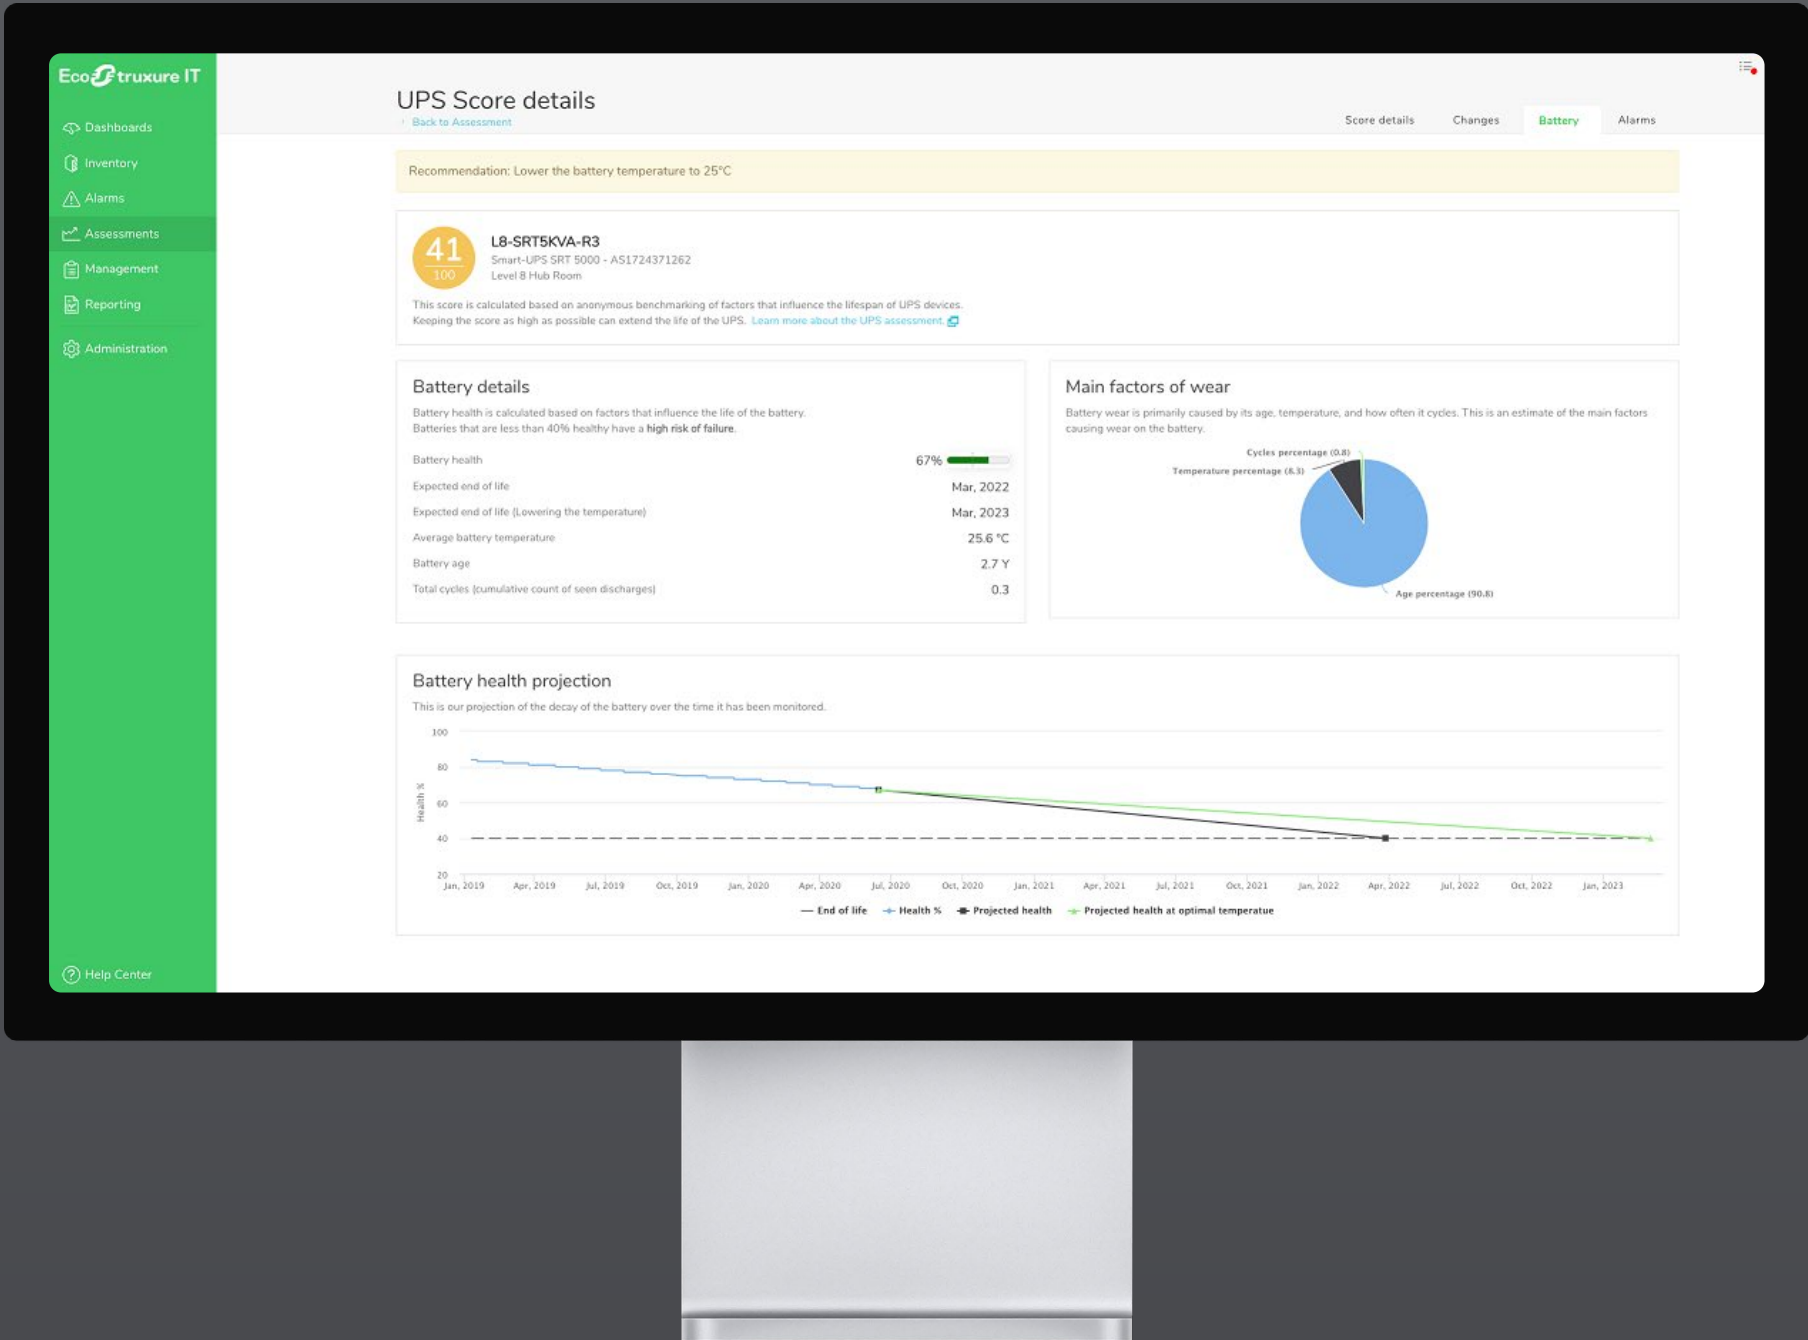 EcoStruxure IT
Dashboards
Inventory
Alarms
Assessments
Management
Reporting
Administration
Help Center
UPS Score details
Back to Assessment
Score details
Changes
Battery
Alarms
Recommendation: Lower the battery temperature to 25°C
41
100
L8-SRT5KVA-R3
Smart-UPS SRT 5000 - AS1724371262
Level 8 Hub Room
This score is calculated based on anonymous benchmarking of factors that influence the lifespan of UPS devices.
Keeping the score as high as possible can extend the life of the UPS. Learn more about the UPS assessment.
Battery details
Battery health is calculated based on factors that influence the life of the battery.
Batteries that are less than 40% healthy have a high risk of failure.
Battery health 67%
Expected end of life Mar, 2022
Expected end of life (Lowering the temperature) Mar, 2023
Average battery temperature 25.6 °C
Battery age 2.7 Y
Total cycles (cumulative count of seen discharges) 0.3
Main factors of wear
Battery wear is primarily caused by its age, temperature, and how often it cycles. This is an estimate of the main factors
causing wear on the battery.
Cycles percentage (0.8)
Temperature percentage (8.3)
Age percentage (90.8)
Battery health projection
This is our projection of the decay of the battery over the time it has been monitored.
Health %
100
80
60
40
20
Jan, 2019 Apr, 2019 Jul, 2019 Oct, 2019 Jan, 2020 Apr, 2020 Jul, 2020 Oct, 2020 Jan, 2021 Apr, 2021 Jul, 2021 Oct, 2021 Jan, 2022 Apr, 2022 Jul, 2022 Oct, 2022 Jan, 2023
End of life Health % Projected health Projected health at optimal temperatue